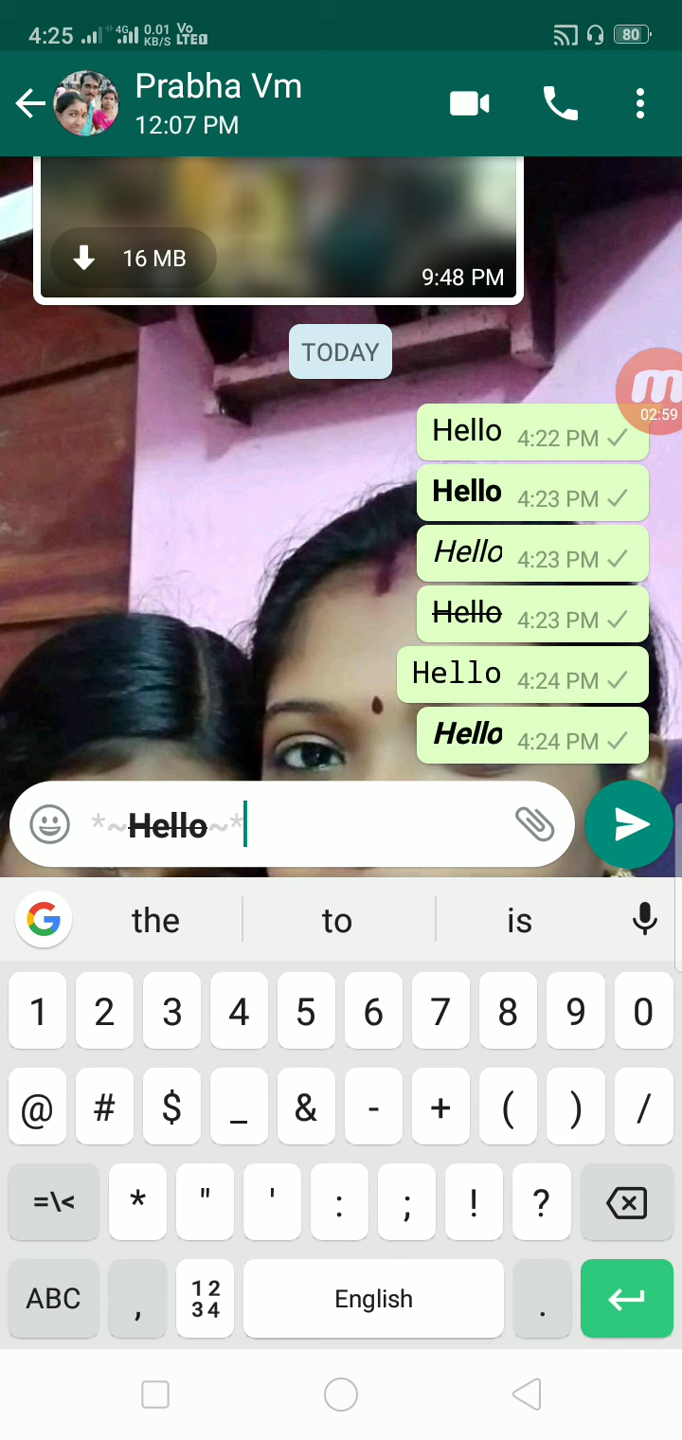 4:25 4G 0.01 KB/S Vo LTE 80
Prabha Vm
12:07 PM
16 MB
9:48 PM
TODAY
02:59
Hello 4:22 PM
Hello 4:23 PM
Hello 4:23 PM
Hello 4:23 PM
Hello 4:24 PM
Hello 4:24 PM
*~Hello~*
the to is
1 2 3 4 5 6 7 8 9 0
@ # $ _ & - + ( ) /
=\< * " ' : ; ! ?
ABC , 12 34 English .